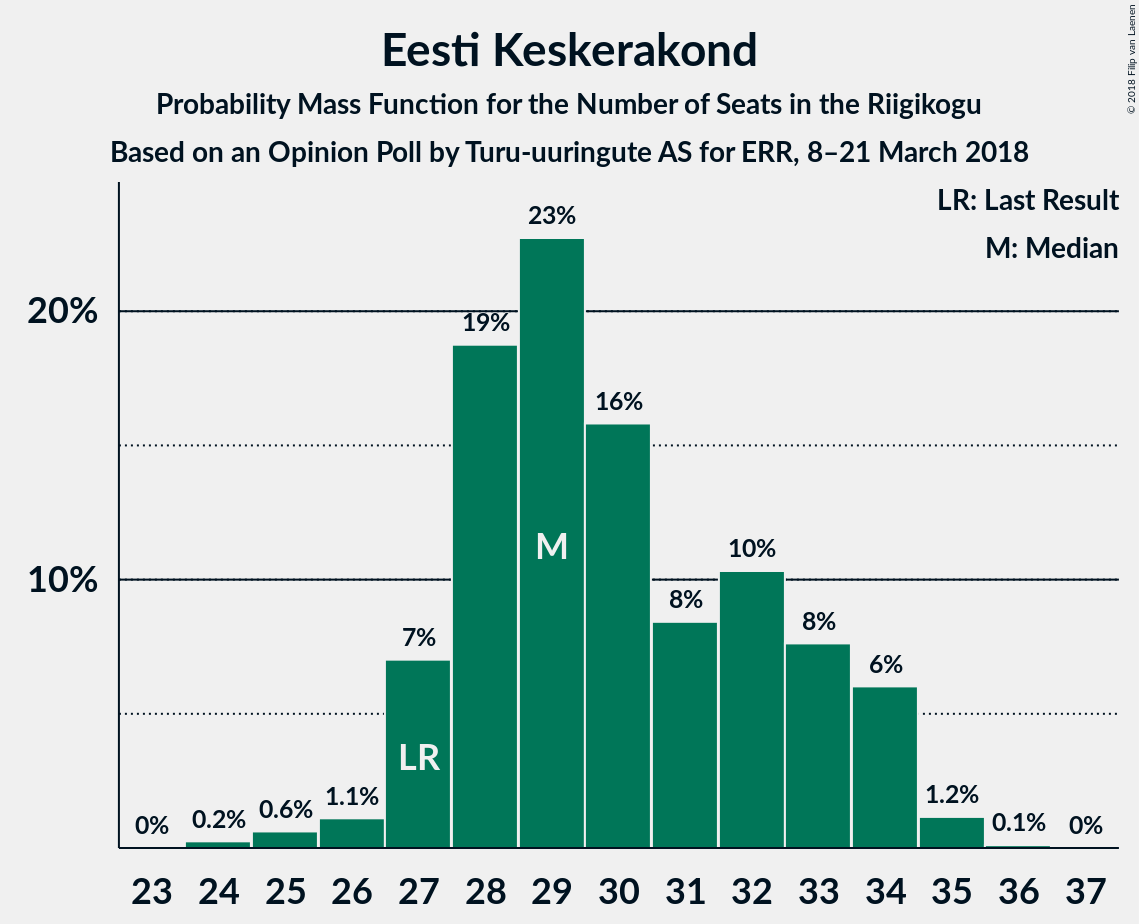 Eesti Keskerakond
Probability Mass Function for the Number of Seats in the Riigikogu
Based on an Opinion Poll by Turu-uuringute AS for ERR, 8–21 March 2018
© 2018 Filip van Laenen
LR: Last Result
M: Median
20%
10%
0%
0.2%
0.6%
1.1%
7%
19%
23%
16%
8%
10%
8%
6%
1.2%
0.1%
0%
LR
M
23 24 25 26 27 28 29 30 31 32 33 34 35 36 37